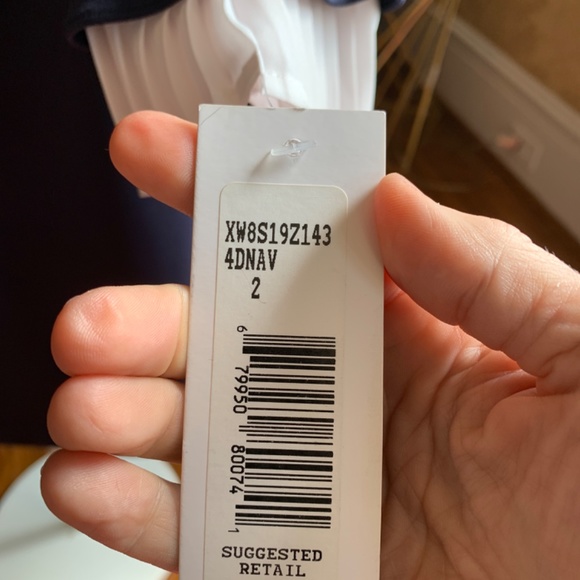 XW8S19Z143
4DNAV
2
6 79950 80074 1
SUGGESTED
RETAIL